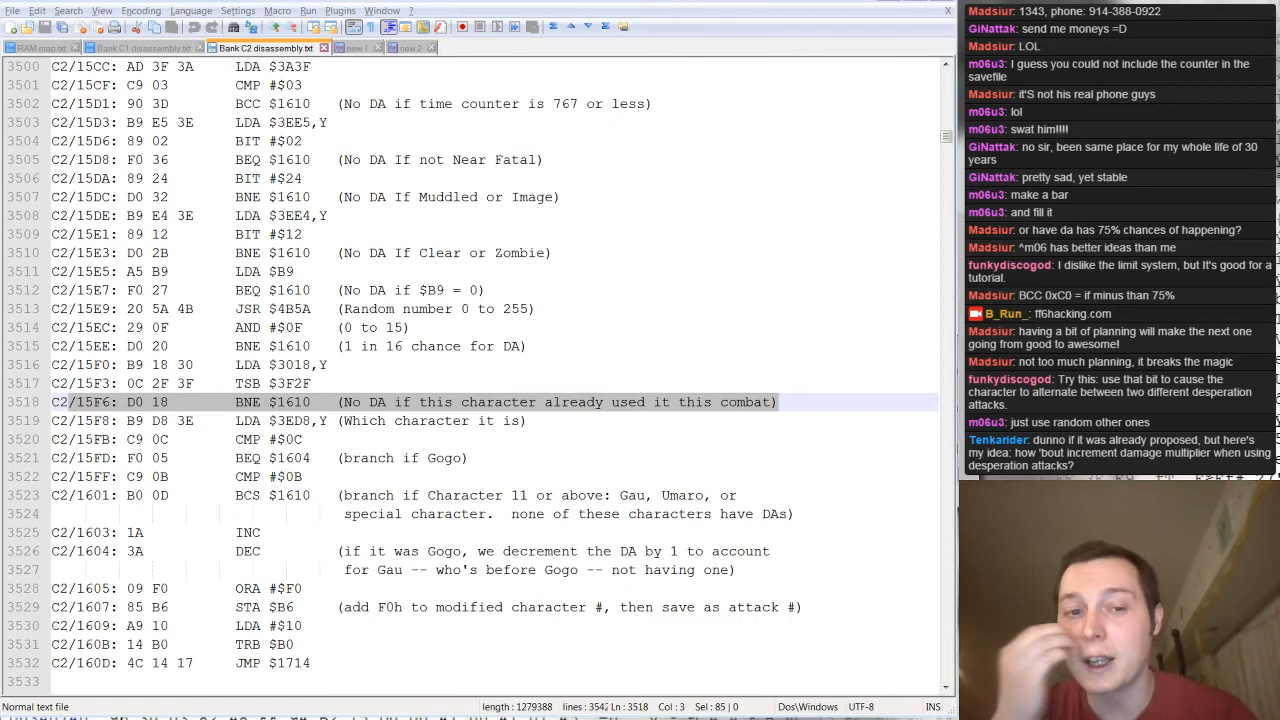 File Edit Search View Encoding Language Settings Macro Run Plugins Window ?
X
RAM map.txt Bank C1 disassembly.txt Bank C2 disassembly.txt new 1 new 2
3500 C2/15CC: AD 3F 3A LDA $3A3F
3501 C2/15CF: C9 03 CMP #$03
3502 C2/15D1: 90 3D BCC $1610 (No DA if time counter is 767 or less)
3503 C2/15D3: B9 E5 3E LDA $3EE5,Y
3504 C2/15D6: 89 02 BIT #$02
3505 C2/15D8: F0 36 BEQ $1610 (No DA If not Near Fatal)
3506 C2/15DA: 89 24 BIT #$24
3507 C2/15DC: D0 32 BNE $1610 (No DA If Muddled or Image)
3508 C2/15DE: B9 E4 3E LDA $3EE4,Y
3509 C2/15E1: 89 12 BIT #$12
3510 C2/15E3: D0 2B BNE $1610 (No DA If Clear or Zombie)
3511 C2/15E5: A5 B9 LDA $B9
3512 C2/15E7: F0 27 BEQ $1610 (No DA if $B9 = 0)
3513 C2/15E9: 20 5A 4B JSR $4B5A (Random number 0 to 255)
3514 C2/15EC: 29 0F AND #$0F (0 to 15)
3515 C2/15EE: D0 20 BNE $1610 (1 in 16 chance for DA)
3516 C2/15F0: B9 18 30 LDA $3018,Y
3517 C2/15F3: 0C 2F 3F TSB $3F2F
3518 C2/15F6: D0 18 BNE $1610 (No DA if this character already used it this combat)
3519 C2/15F8: B9 D8 3E LDA $3ED8,Y (Which character it is)
3520 C2/15FB: C9 0C CMP #$0C
3521 C2/15FD: F0 05 BEQ $1604 (branch if Gogo)
3522 C2/15FF: C9 0B CMP #$0B
3523 C2/1601: B0 0D BCS $1610 (branch if Character 11 or above: Gau, Umaro, or
3524 special character. none of these characters have DAs)
3525 C2/1603: 1A INC
3526 C2/1604: 3A DEC (if it was Gogo, we decrement the DA by 1 to account
3527 for Gau -- who's before Gogo -- not having one)
3528 C2/1605: 09 F0 ORA #$F0
3529 C2/1607: 85 B6 STA $B6 (add F0h to modified character #, then save as attack #)
3530 C2/1609: A9 10 LDA #$10
3531 C2/160B: 14 B0 TRB $B0
3532 C2/160D: 4C 14 17 JMP $1714
3533
Normal text file length : 1279388 Ln : 3518 Col : 3 Sel : 85 | 0 Dos\Windows UTF-8 INS
Madsiur: 1343, phone: 914-388-0922
GiNattak: send me moneys =D
Madsiur: LOL
m06u3: I guess you could not include the counter in the
savefile
Madsiur: it'S not his real phone guys
m06u3: lol
m06u3: swat him!!!!
GiNattak: no sir, been same place for my whole life of 30
years
GiNattak: pretty sad, yet stable
m06u3: make a bar
m06u3: and fill it
Madsiur: or have da has 75% chances of happening?
Madsiur: ^m06 has better ideas than me
funkydiscogod: I dislike the limit system, but It's good for a
tutorial.
Madsiur: BCC 0xC0 = if minus than 75%
B_Run_: ff6hacking.com
Madsiur: having a bit of planning will make the next one
going from good to awesome!
Madsiur: not too much planning, it breaks the magic
funkydiscogod: Try this: use that bit to cause the
character to alternate between two different desperation
attacks.
m06u3: just use random other ones
Tenkarider: dunno if it was already proposed, but here's
my idea: how 'bout increment damage multiplier when using
desperation attacks?